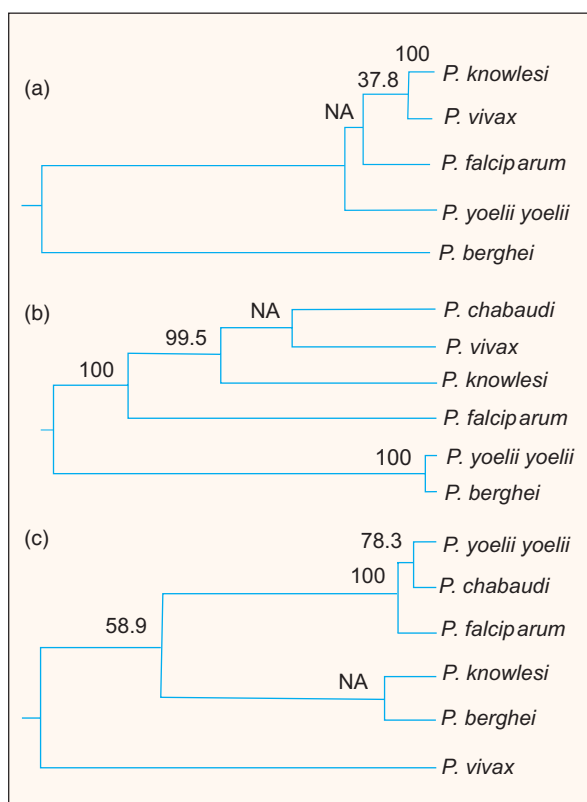 100
(a)
P. knowlesi
37.8
NA
P. vivax
P. falciparum
P. yoelii yoelii
P. berghei
(b)
NA
P. chabaudi
99.5
P. vivax
100
P. knowlesi
P. falciparum
100
P. yoelii yoelii
P. berghei
(c)
78.3
P. yoelii yoelii
100
P. chabaudi
58.9
P. falciparum
NA
P. knowlesi
P. berghei
P. vivax